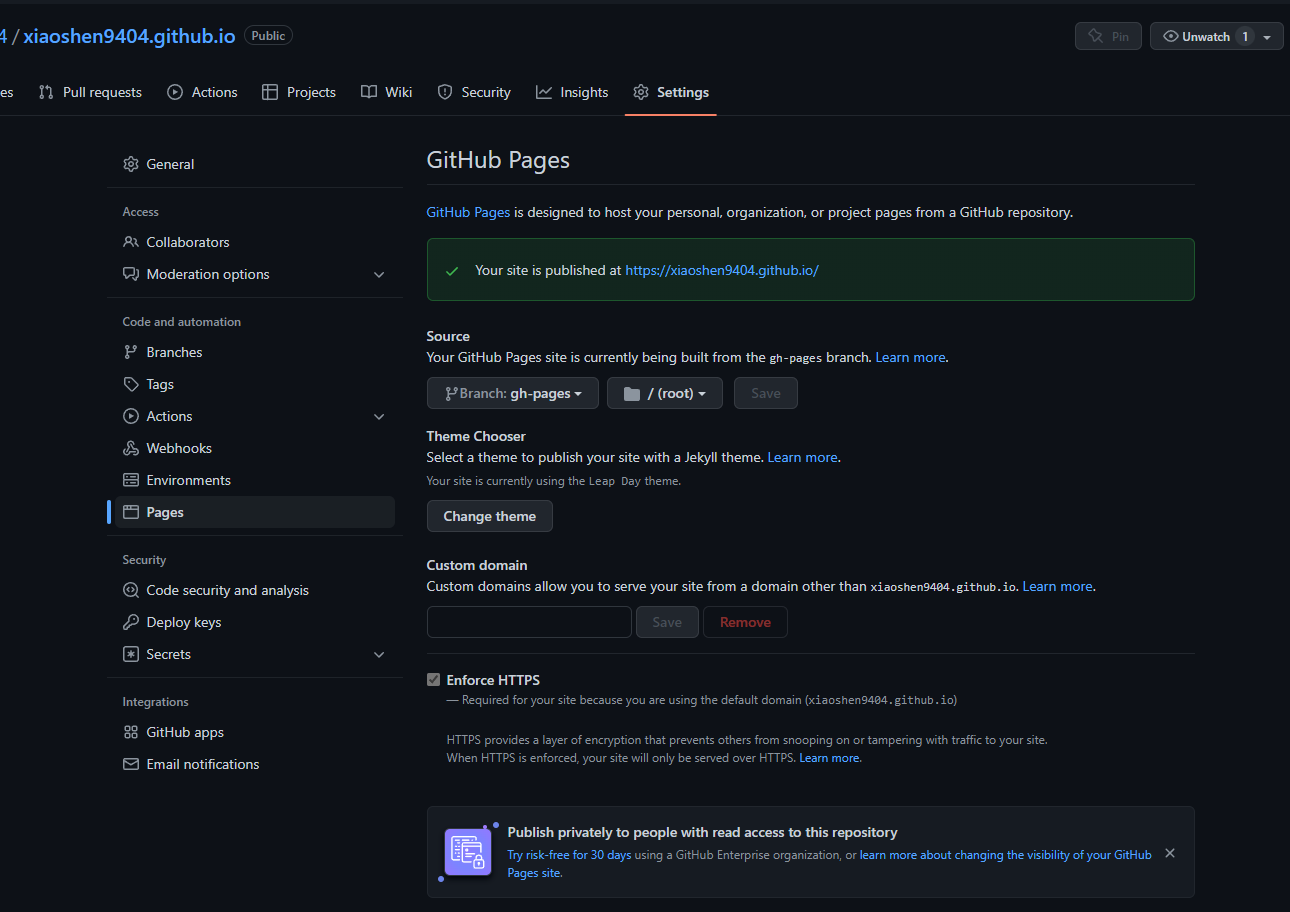 4 / xiaoshen9404.github.io Public
Pin
Unwatch 1
es
Pull requests
Actions
Projects
Wiki
Security
Insights
Settings
General
Access
Collaborators
Moderation options
Code and automation
Branches
Tags
Actions
Webhooks
Environments
Pages
Security
Code security and analysis
Deploy keys
Secrets
Integrations
GitHub apps
Email notifications
GitHub Pages
GitHub Pages is designed to host your personal, organization, or project pages from a GitHub repository.
Your site is published at https://xiaoshen9404.github.io/
Source
Your GitHub Pages site is currently being built from the gh-pages branch. Learn more.
Branch: gh-pages
/ (root)
Save
Theme Chooser
Select a theme to publish your site with a Jekyll theme. Learn more.
Your site is currently using the Leap Day theme.
Change theme
Custom domain
Custom domains allow you to serve your site from a domain other than xiaoshen9404.github.io. Learn more.
Save
Remove
Enforce HTTPS
— Required for your site because you are using the default domain (xiaoshen9404.github.io)
HTTPS provides a layer of encryption that prevents others from snooping on or tampering with traffic to your site.
When HTTPS is enforced, your site will only be served over HTTPS. Learn more.
Publish privately to people with read access to this repository
Try risk-free for 30 days using a GitHub Enterprise organization, or learn more about changing the visibility of your GitHub
Pages site.